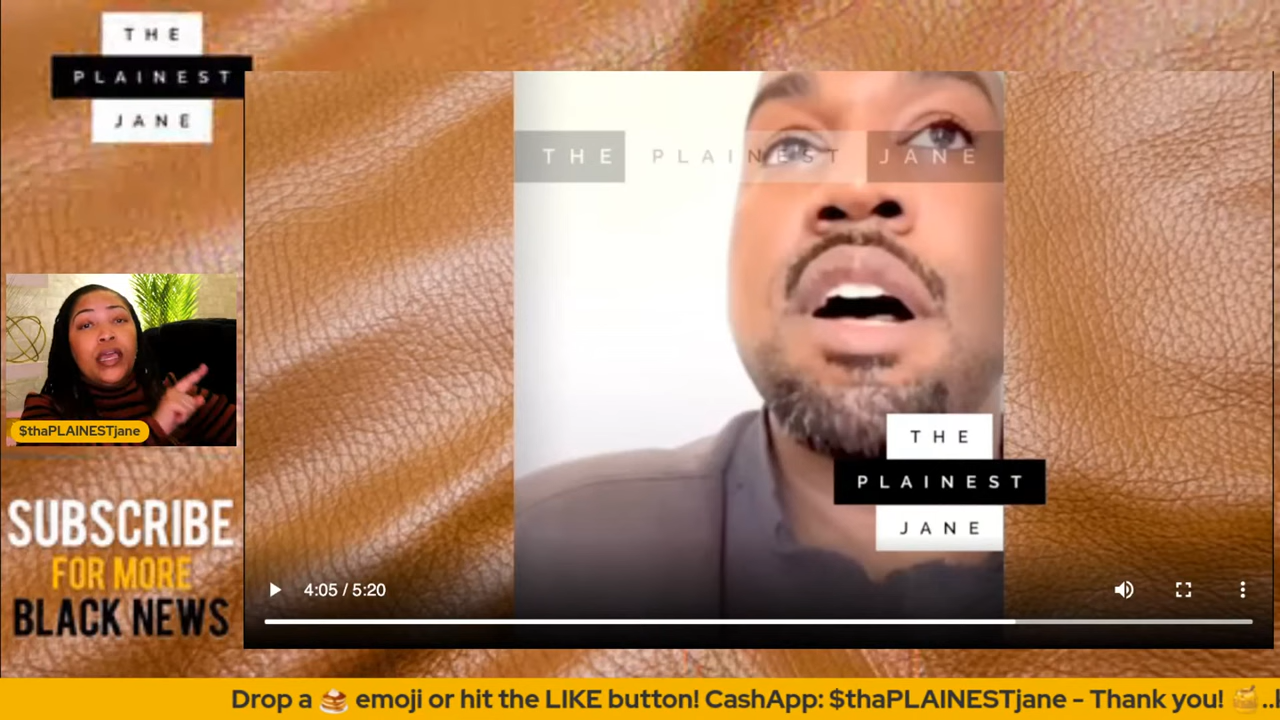 THE
PLAINEST
JANE
THE PLAINEST JANE
$thaPLAINESTjane
THE
PLAINEST
JANE
SUBSCRIBE
FOR MORE
BLACK NEWS
4:05 / 5:20
Drop a 🥞 emoji or hit the LIKE button! CashApp: $thaPLAINESTjane - Thank you! 🍯..